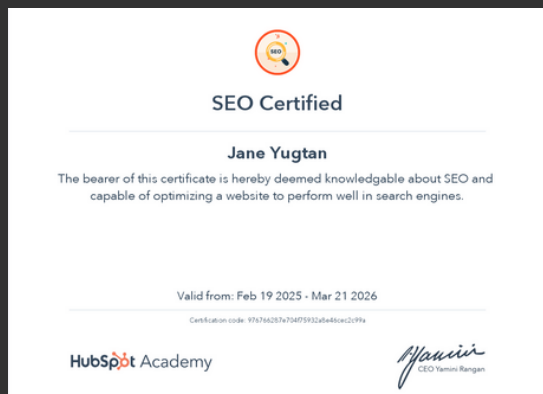 SEO
SEO Certified
Jane Yugtan
The bearer of this certificate is hereby deemed knowledgable about SEO and
capable of optimizing a website to perform well in search engines.
Valid from: Feb 19 2025 - Mar 21 2026
Certification code: 976766287e704f75932a8e46cec2c99a
HubSpot Academy
CEO Yamini Rangan